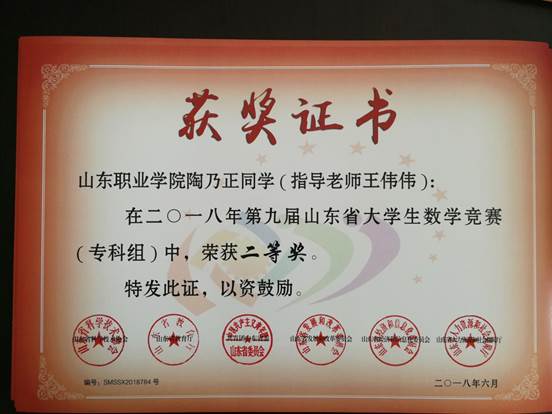 获奖证书
山东职业学院陶乃正同学(指导老师王伟伟):
在二〇一八年第九届山东省大学生数学竞赛
(专科组)中,荣获二等奖。
特发此证,以资鼓励。
编号:SMSSX2018784号
二〇一八年六月